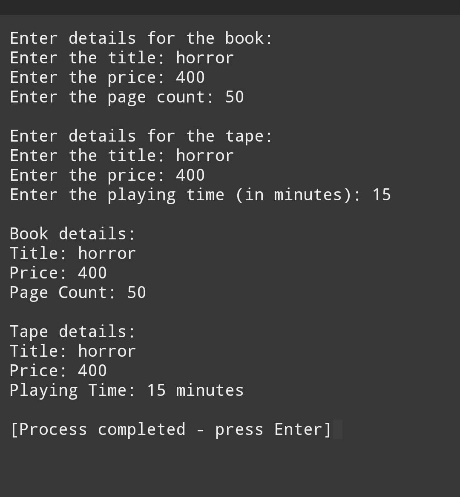 Enter details for the book:
Enter the title: horror
Enter the price: 400
Enter the page count: 50
Enter details for the tape:
Enter the title: horror
Enter the price: 400
Enter the playing time (in minutes): 15
Book details:
Title: horror
Price: 400
Page Count: 50
Tape details:
Title: horror
Price: 400
Playing Time: 15 minutes
[Process completed - press Enter]